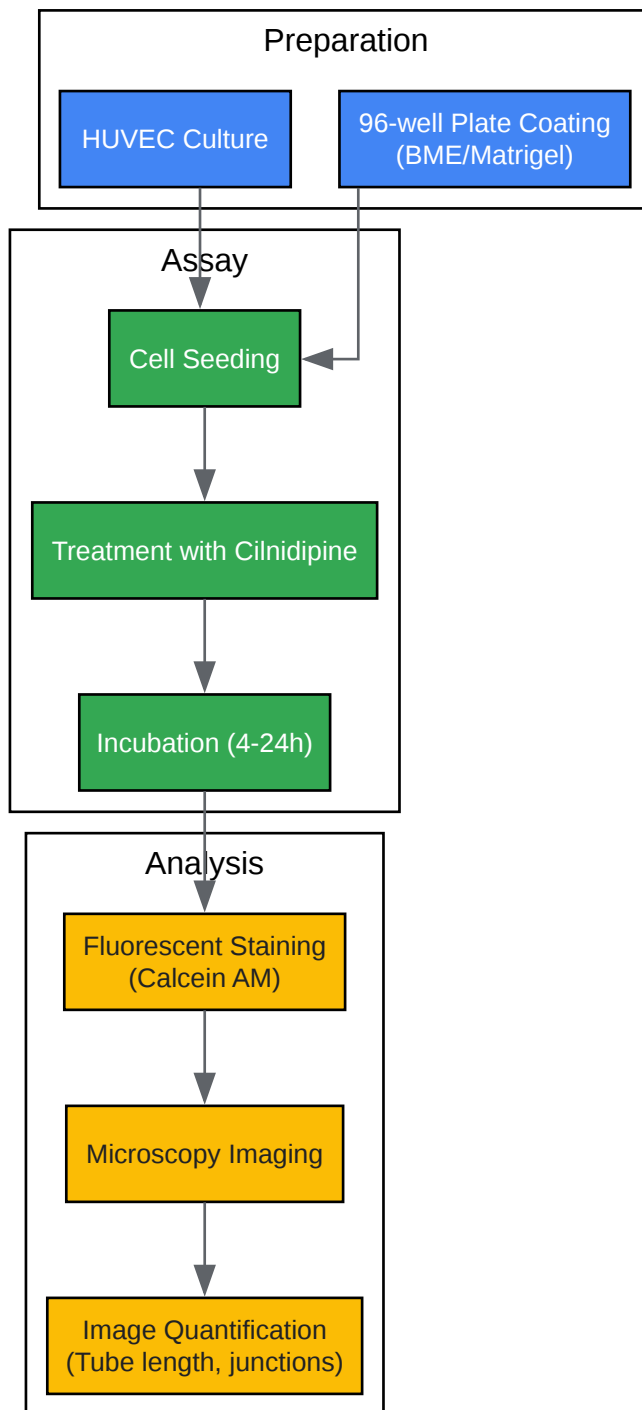 Preparation
HUVEC Culture
96-well Plate Coating
(BME/Matrigel)
Assay
Cell Seeding
Treatment with Cilnidipine
Incubation (4-24h)
Analysis
Fluorescent Staining
(Calcein AM)
Microscopy Imaging
Image Quantification
(Tube length, junctions)